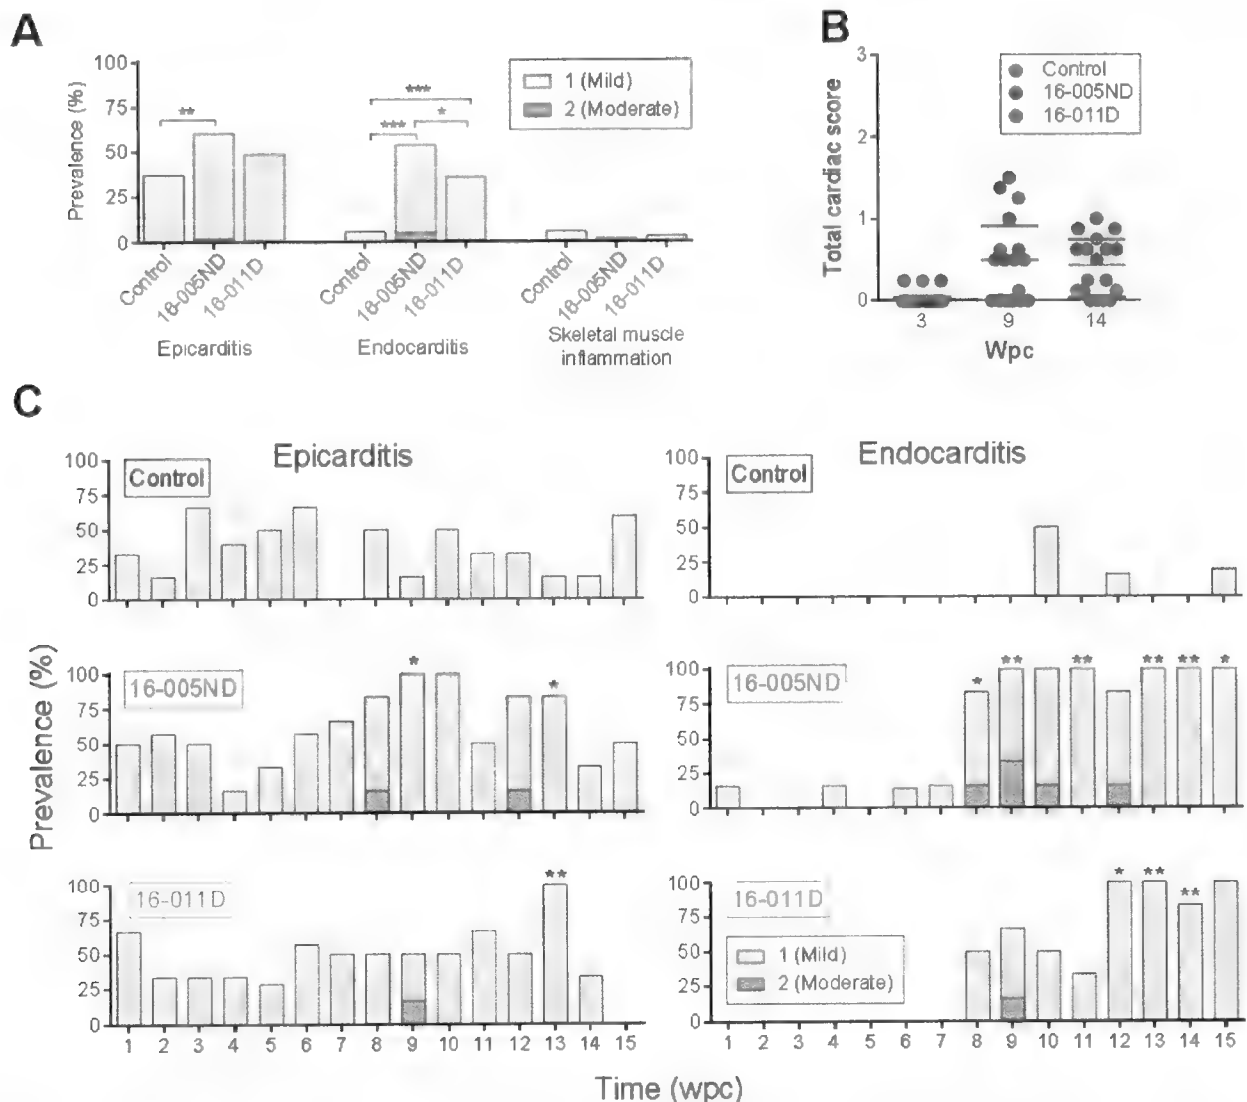 A
Prevalence (%)
100
75
50
25
0
**
***
***
*
1 (Mild)
2 (Moderate)
Control
16-005ND
16-011D
Control
16-005ND
16-011D
Control
16-005ND
16-011D
Epicarditis
Endocarditis
Skeletal muscle
inflammation
B
Total cardiac score
3
2
1
0
Control
16-005ND
16-011D
3 9 14
Wpc
C
Prevalence (%)
Epicarditis
Control
100
75
50
25
0
Endocarditis
Control
100
75
50
25
0
16-005ND
100
75
50
25
0
* *
16-005ND
100
75
50
25
0
* ** ** ** ** *
16-011D
100
75
50
25
0
**
1 2 3 4 5 6 7 8 9 10 11 12 13 14 15
16-011D
100
75
50
25
0
* ** **
1 (Mild)
2 (Moderate)
1 2 3 4 5 6 7 8 9 10 11 12 13 14 15
Time (wpc)